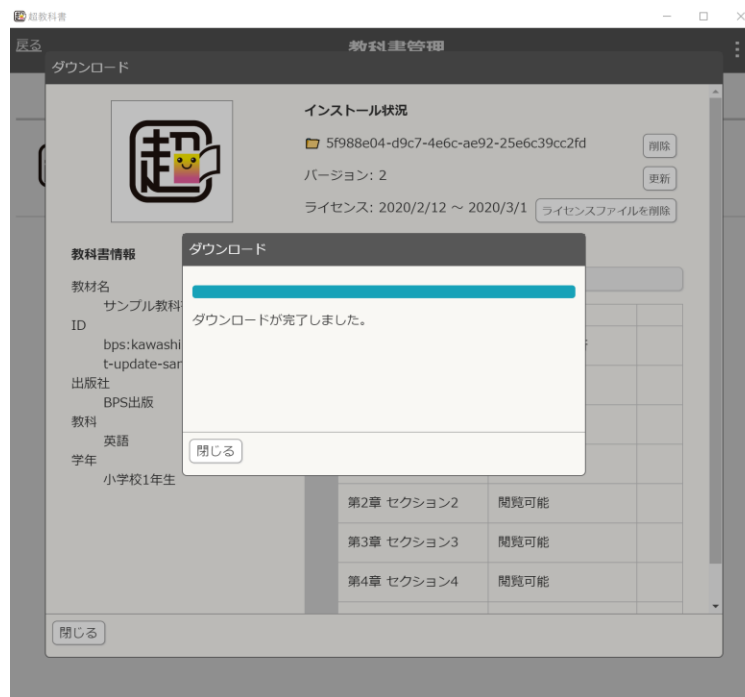 超教科書
戻る
教科書管理
ダウンロード
超
インストール状況
5f988e04-d9c7-4e6c-ae92-25e6c39cc2fd
削除
バージョン: 2
更新
ライセンス: 2020/2/12 ～ 2020/3/1
ライセンスファイルを削除
教科書情報
教材名
サンプル教科
ID
bps:kawashi
t-update-sar
出版社
BPS出版
教科
英語
学年
小学校1年生
ダウンロード
ダウンロードが完了しました。
閉じる
第2章 セクション2 閲覧可能
第3章 セクション3 閲覧可能
第4章 セクション4 閲覧可能
閉じる